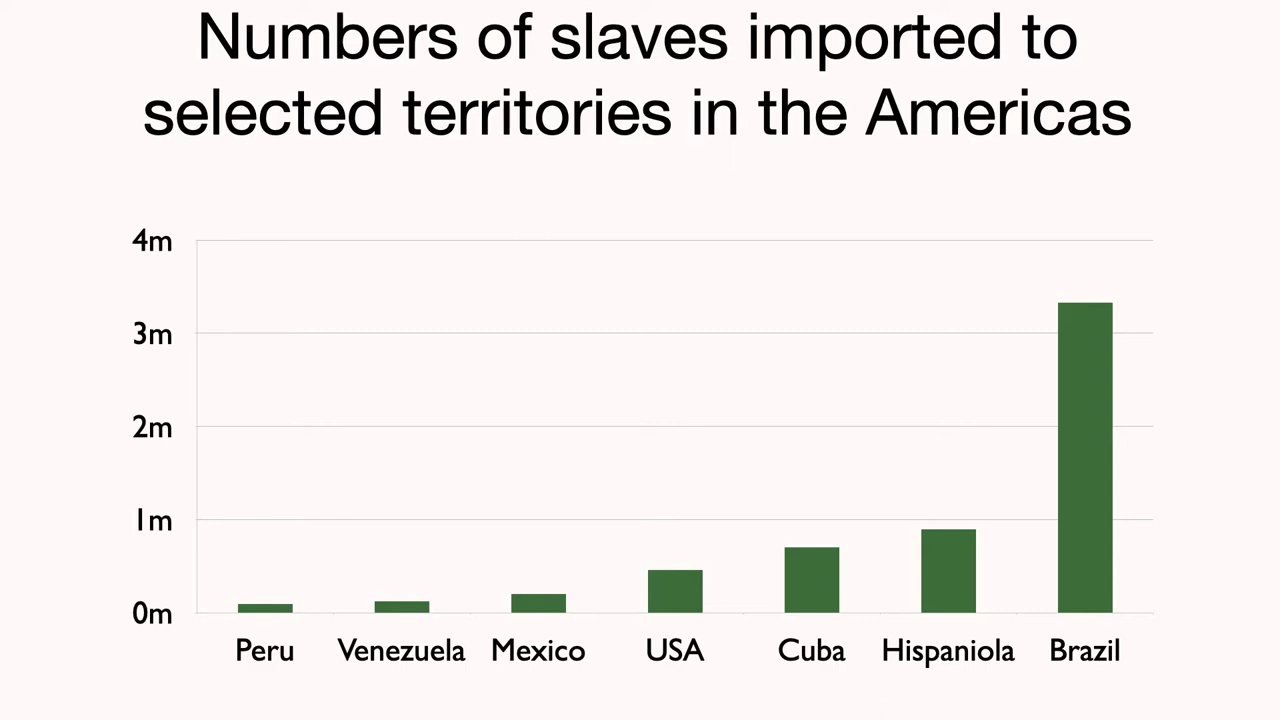 Numbers of slaves imported to
selected territories in the Americas
4m
3m
2m
1m
0m
Peru Venezuela Mexico USA Cuba Hispaniola Brazil